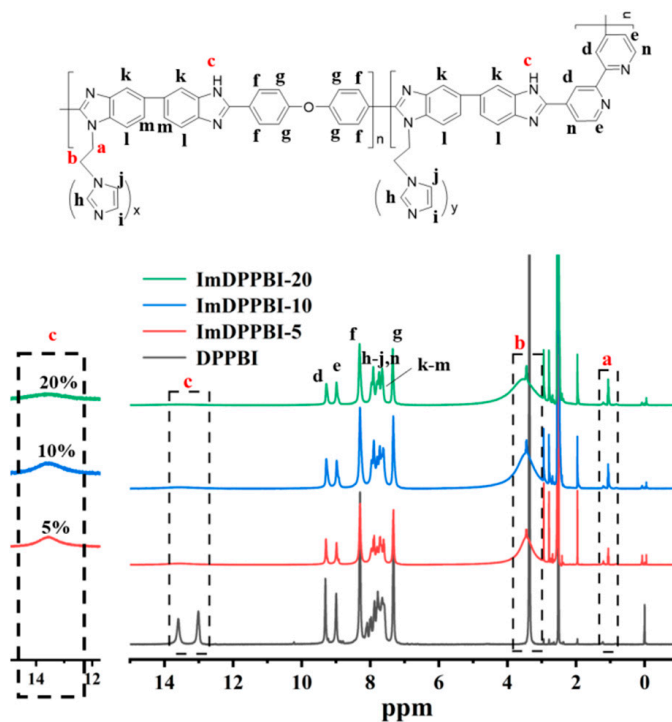 n
d e
c c N
k k f g g f k k d
N H N N H N N
N N O N N N
N m m N f g g f n N l l N n e
b a l l
N N
h j h j
N i x N i y
ImDPPBI-20
ImDPPBI-10
ImDPPBI-5
DPPBI
c
f
g
h-j,n
k-m
d e
b
a
c
20%
10%
5%
14 12
14 12 10 8 6 4 2 0
ppm